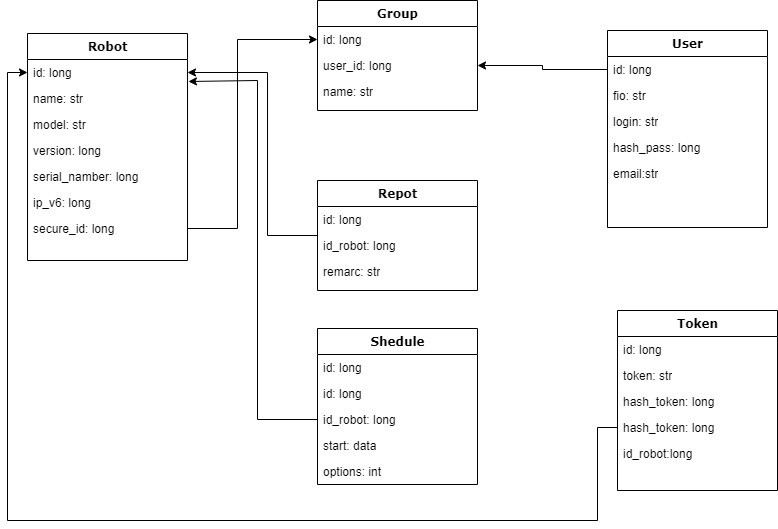 Robot
id: long
name: str
model: str
version: long
serial_namber: long
ip_v6: long
secure_id: long
Group
id: long
user_id: long
name: str
User
id: long
fio: str
login: str
hash_pass: long
email:str
Repot
id: long
id_robot: long
remarc: str
Shedule
id: long
id: long
id_robot: long
start: data
options: int
Token
id: long
token: str
hash_token: long
hash_token: long
id_robot:long